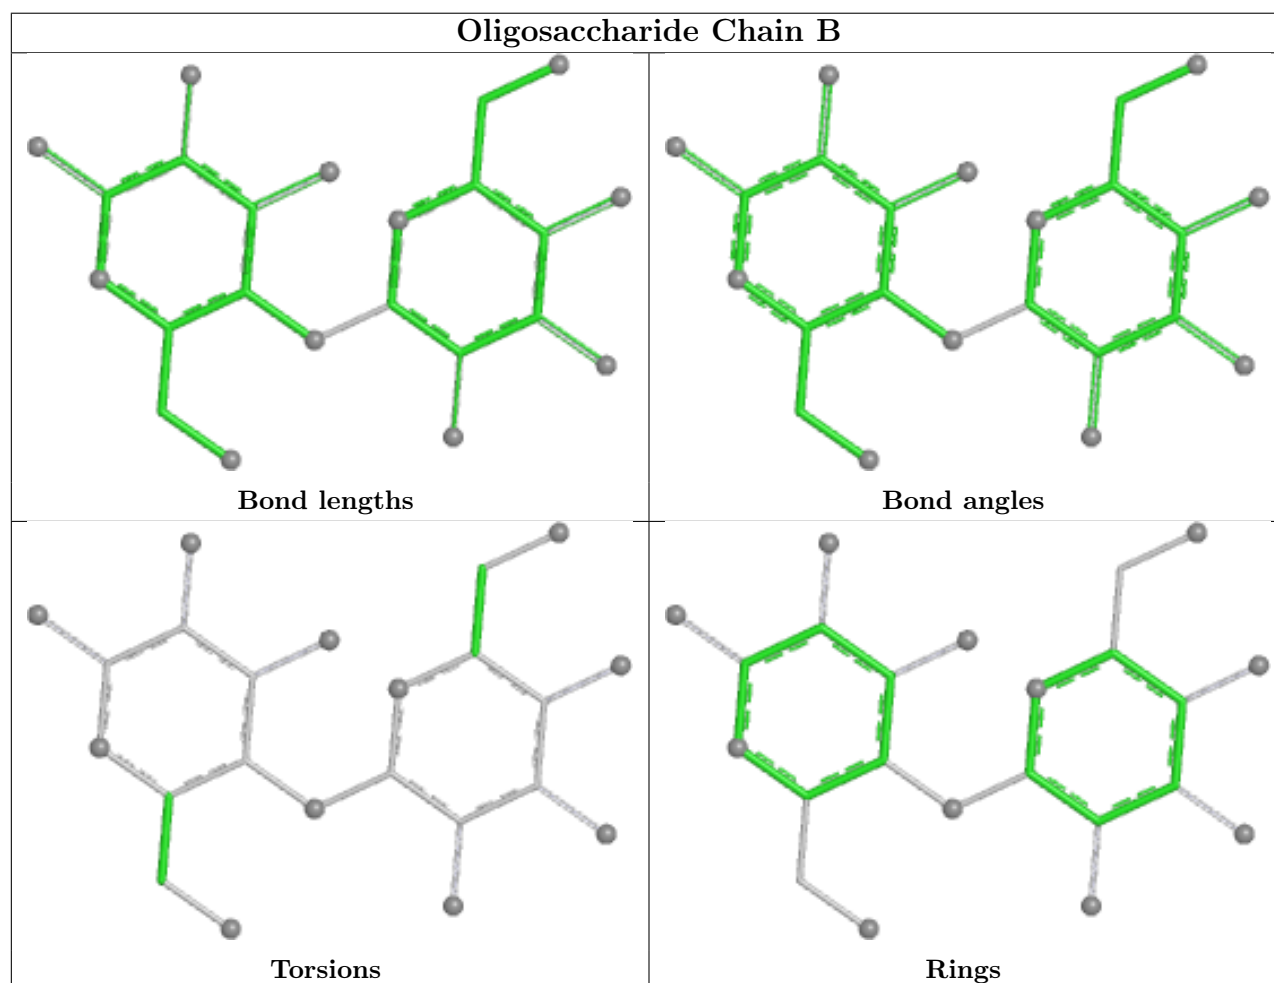 Oligosaccharide Chain B
Bond lengths
Bond angles
Torsions
Rings